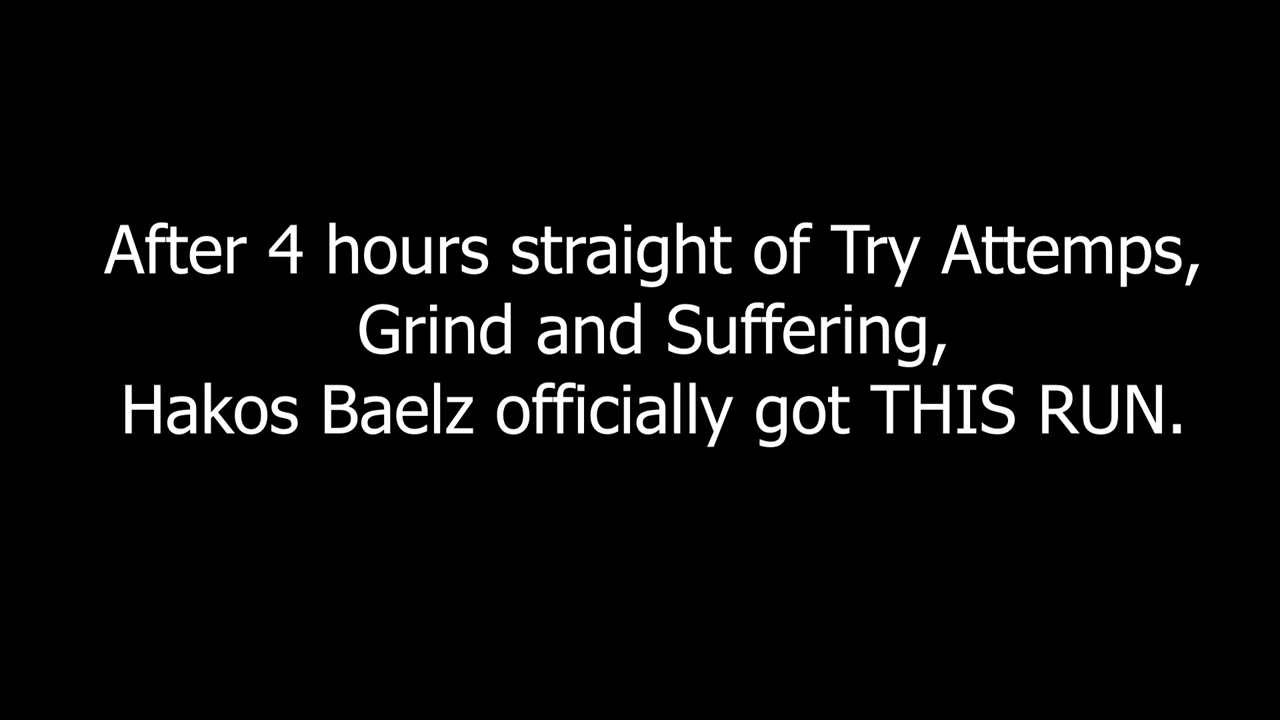 After 4 hours straight of Try Attemps,
Grind and Suffering,
Hakos Baelz officially got THIS RUN.